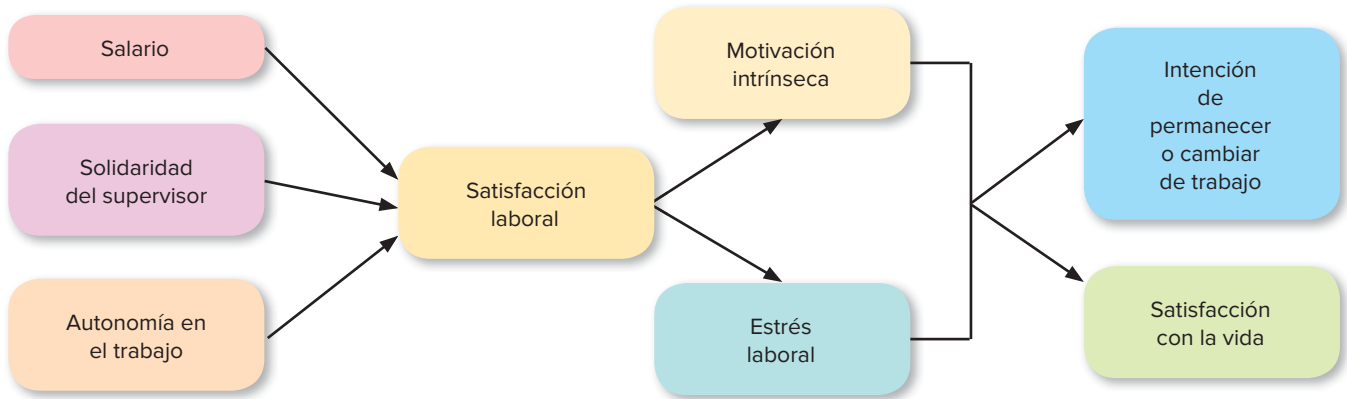 Salario
Solidaridad
del supervisor
Autonomía en
el trabajo
Satisfacción
laboral
Motivación
intrínseca
Estrés
laboral
Intención
de
permanecer
o cambiar
de trabajo
Satisfacción
con la vida